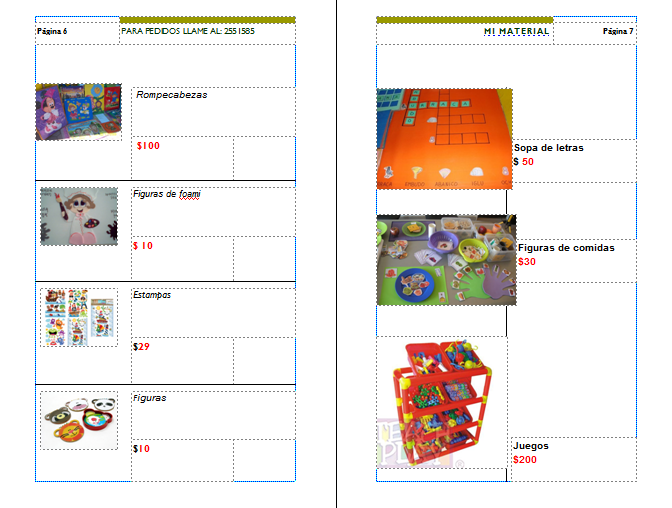 Página 6
PARA PEDIDOS LLAME AL: 2551585
Rompecabezas
$100
Figuras de foami
$ 10
Estampas
$29
Figuras
$10
MI MATERIAL
Página 7
Sopa de letras
$ 50
Figuras de comidas
$30
Juegos
$200